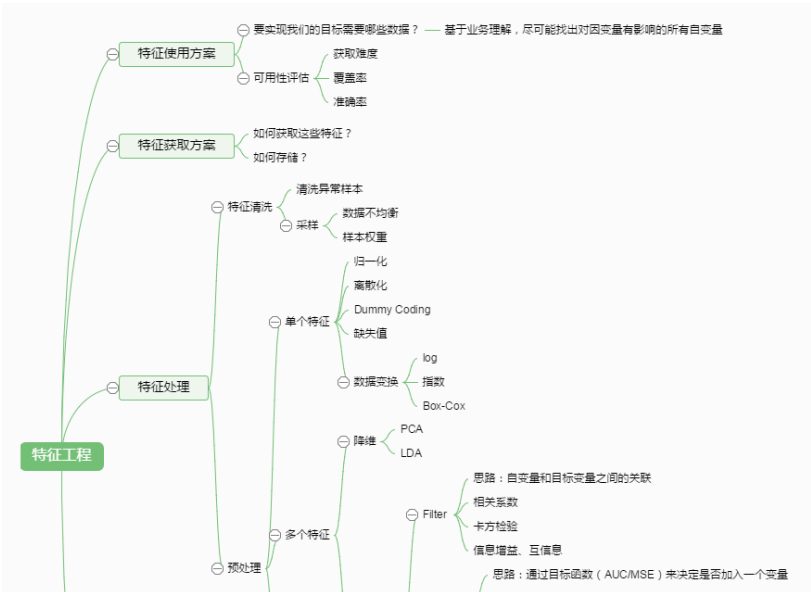 要实现我们的目标需要哪些数据？
基于业务理解，尽可能找出对因变量有影响的所有自变量
特征使用方案
获取难度
可用性评估
覆盖率
准确率
如何获取这些特征？
特征获取方案
如何存储？
清洗异常样本
特征清洗
数据不均衡
采样
样本权重
归一化
离散化
Dummy Coding
单个特征
缺失值
log
数据变换
指数
特征处理
Box-Cox
PCA
降维
LDA
特征工程
思路：自变量和目标变量之间的关联
相关系数
Filter
卡方检验
多个特征
信息增益、互信息
预处理
思路：通过目标函数（AUC/MSE）来决定是否加入一个变量